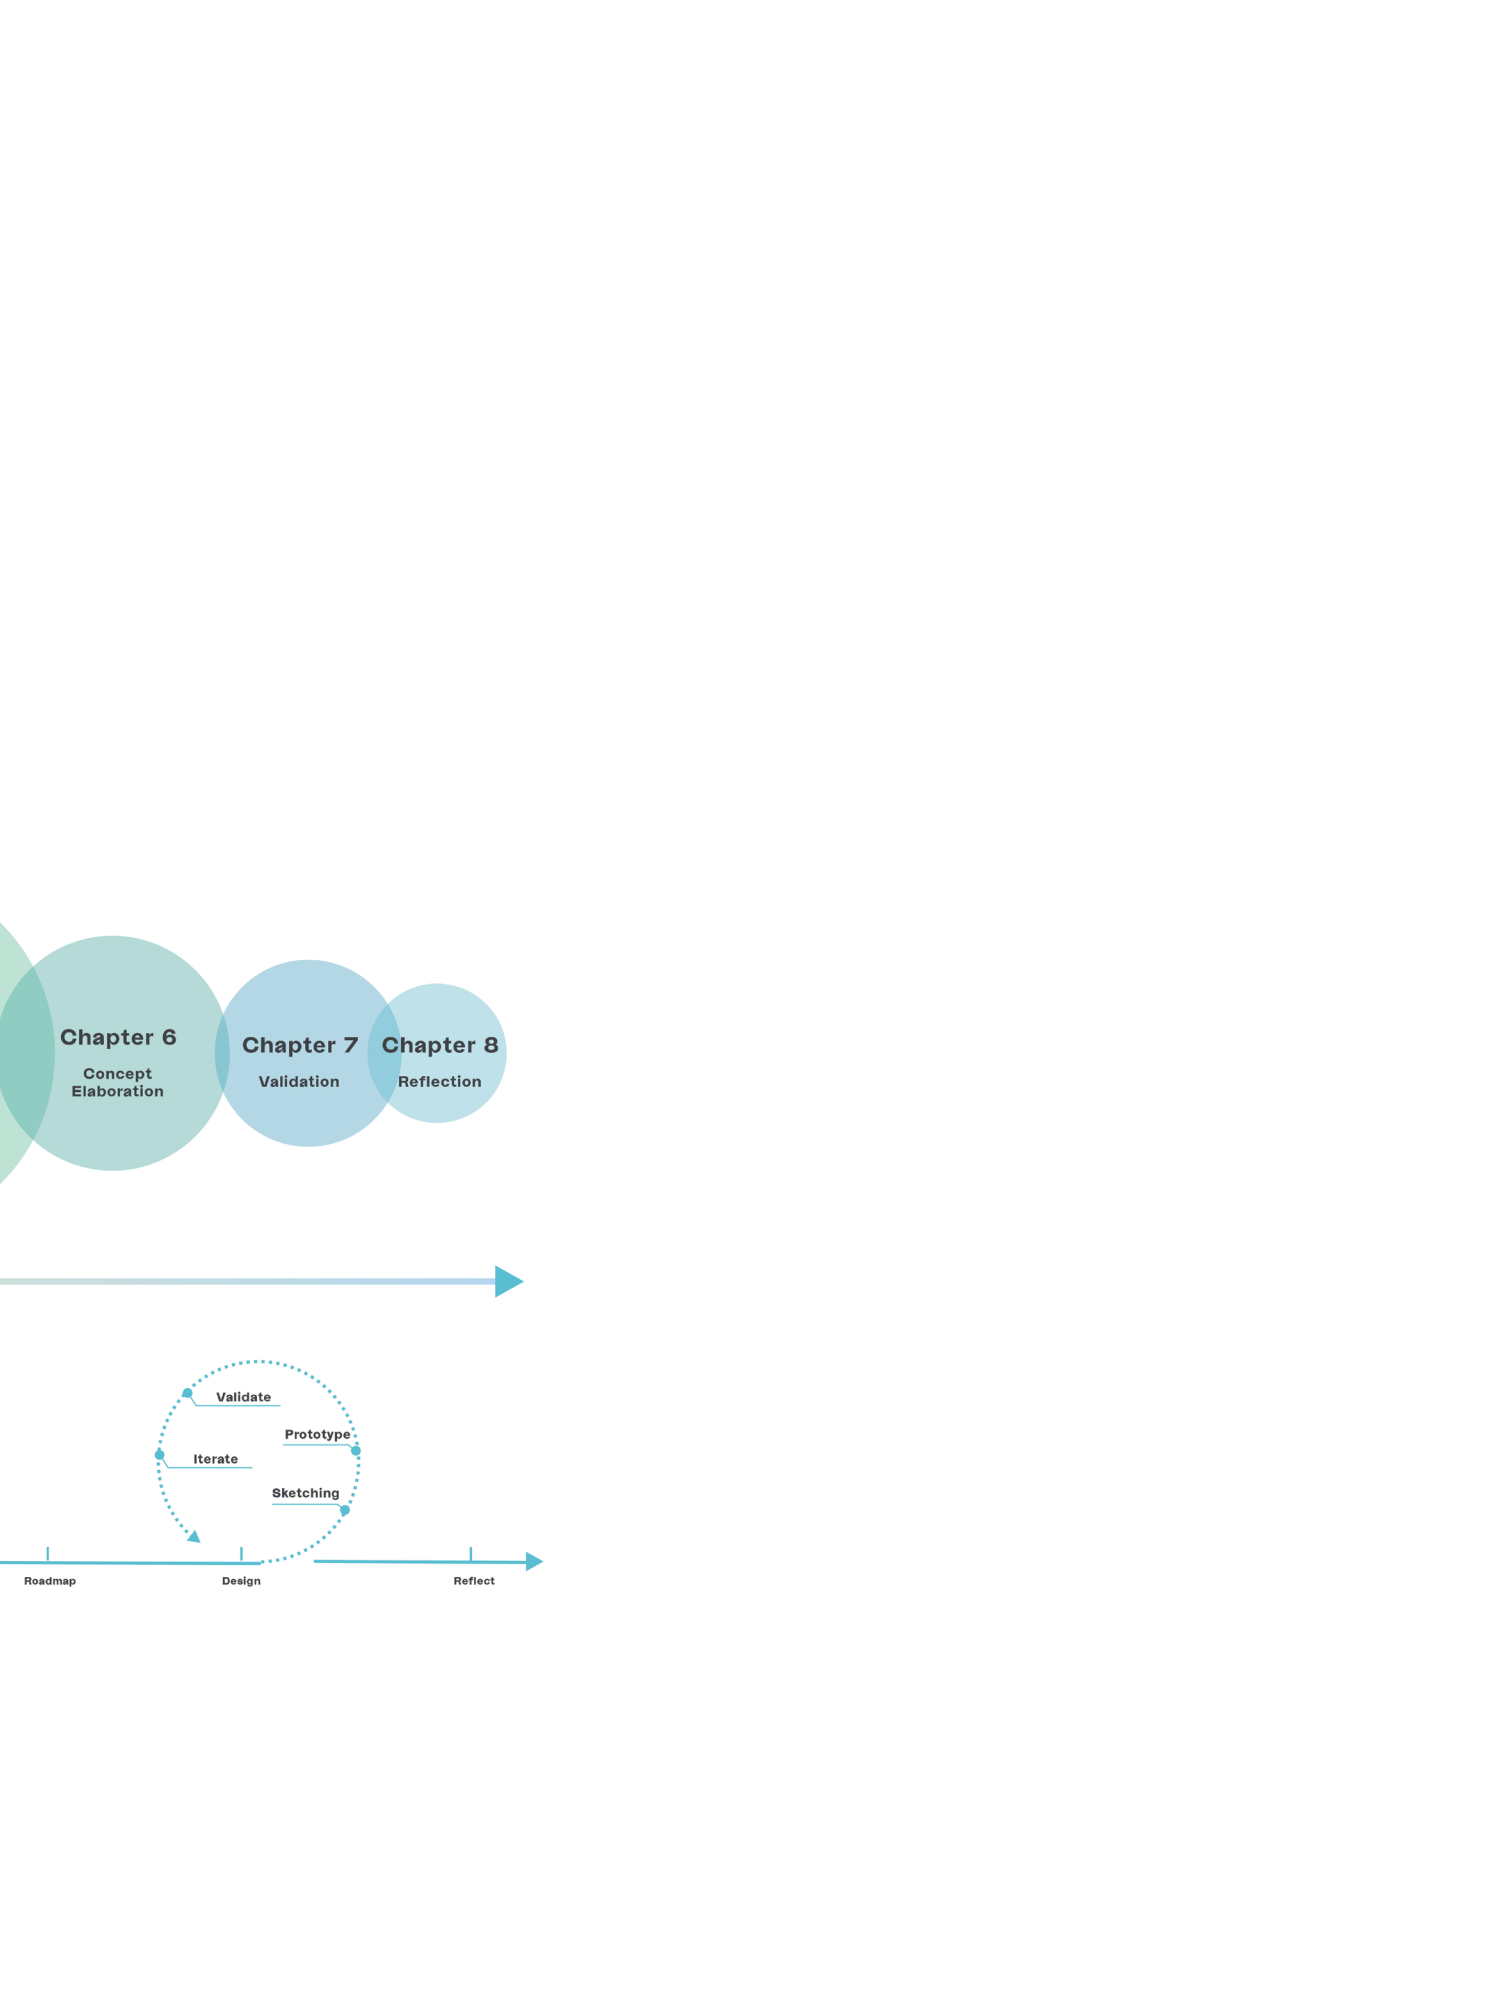 Chapter 6
Concept
Elaboration
Chapter 7
Validation
Chapter 8
Reflection
Validate
Prototype
Iterate
Sketching
Roadmap
Design
Reflect